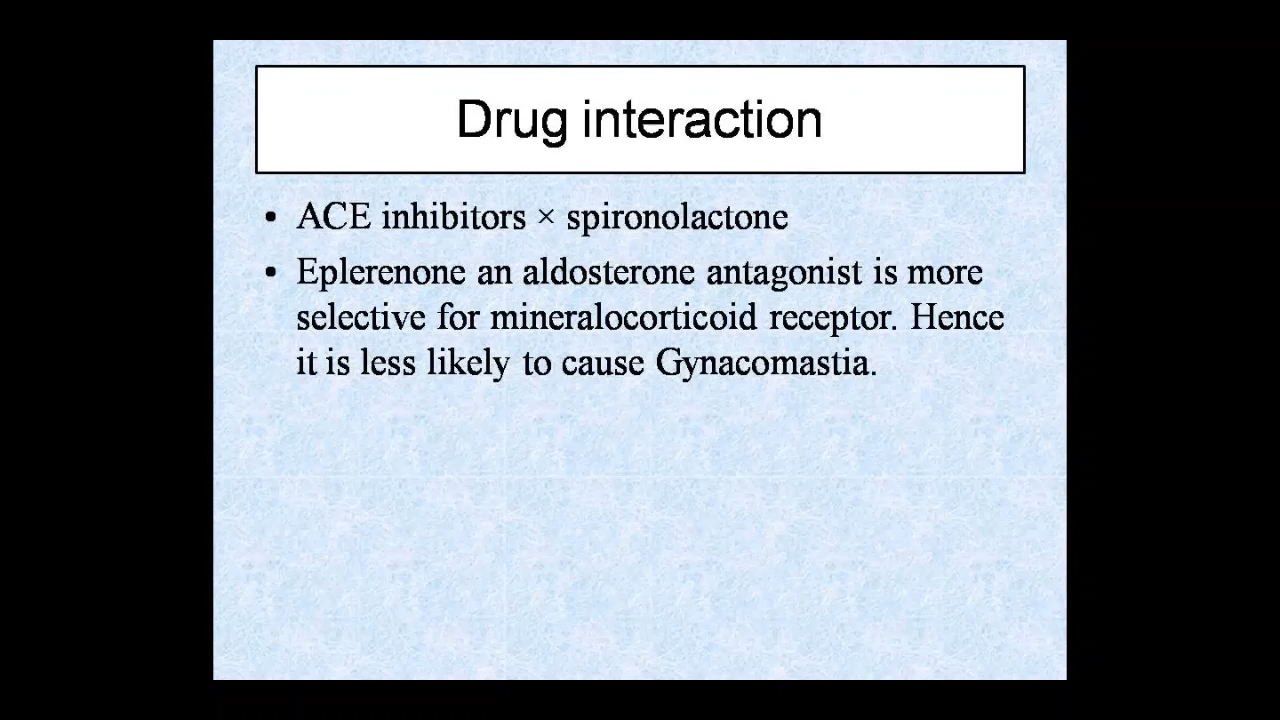 Drug interaction
• ACE inhibitors × spironolactone
• Eplerenone an aldosterone antagonist is more
selective for mineralocorticoid receptor. Hence
it is less likely to cause Gynacomastia.